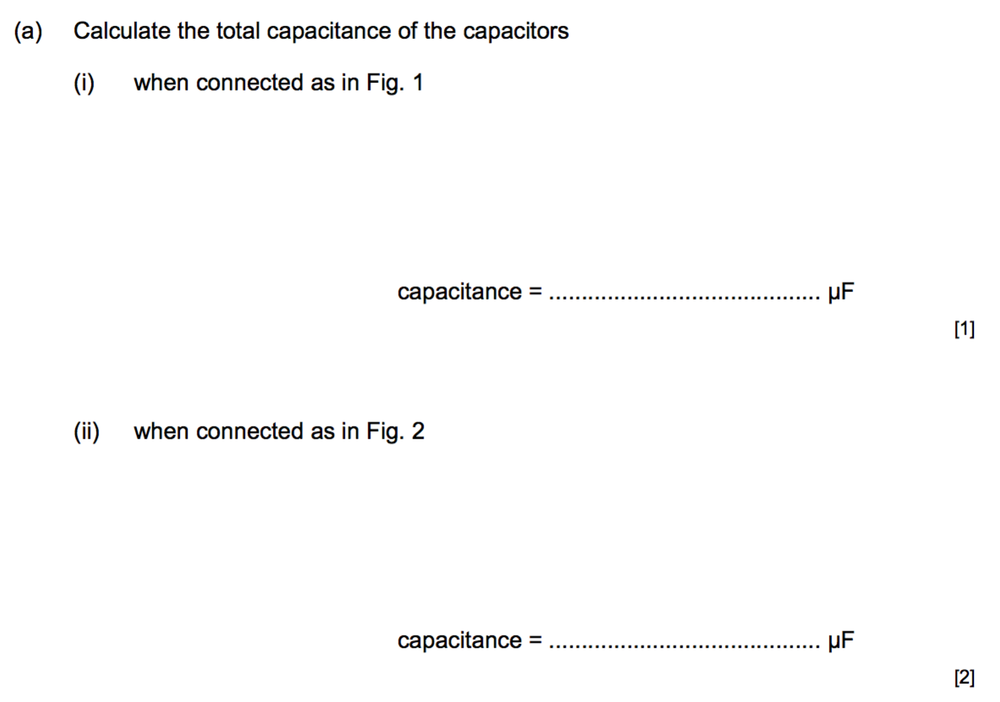 (a) Calculate the total capacitance of the capacitors
(i) when connected as in Fig. 1
capacitance = .......................................... µF
[1]
(ii) when connected as in Fig. 2
capacitance = .......................................... µF
[2]